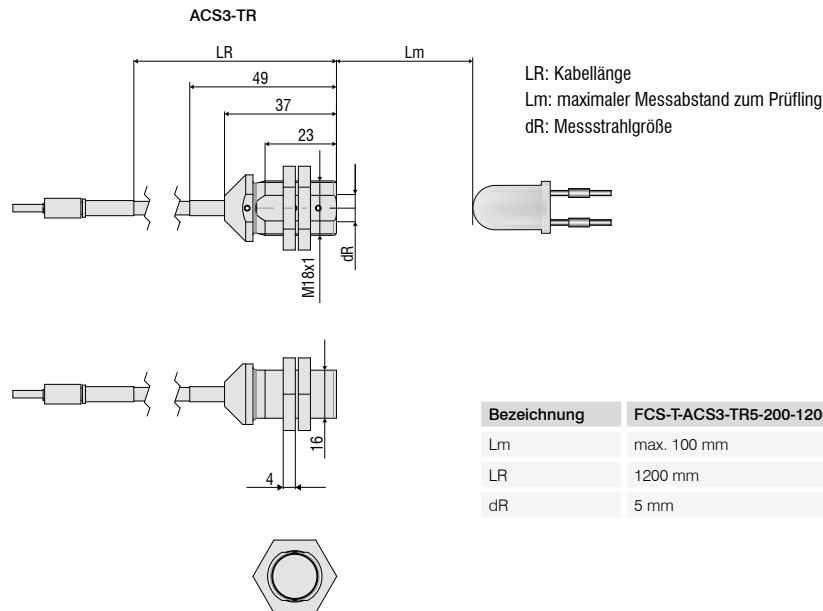 ACS3-TR
LR
Lm
49
37
23
LR: Kabellänge
Lm: maximaler Messabstand zum Prüfling
dR: Messstrahlgröße
dR
M18x1
16
4
Bezeichnung FCS-T-ACS3-TR5-200-120
Lm max. 100 mm
LR 1200 mm
dR 5 mm